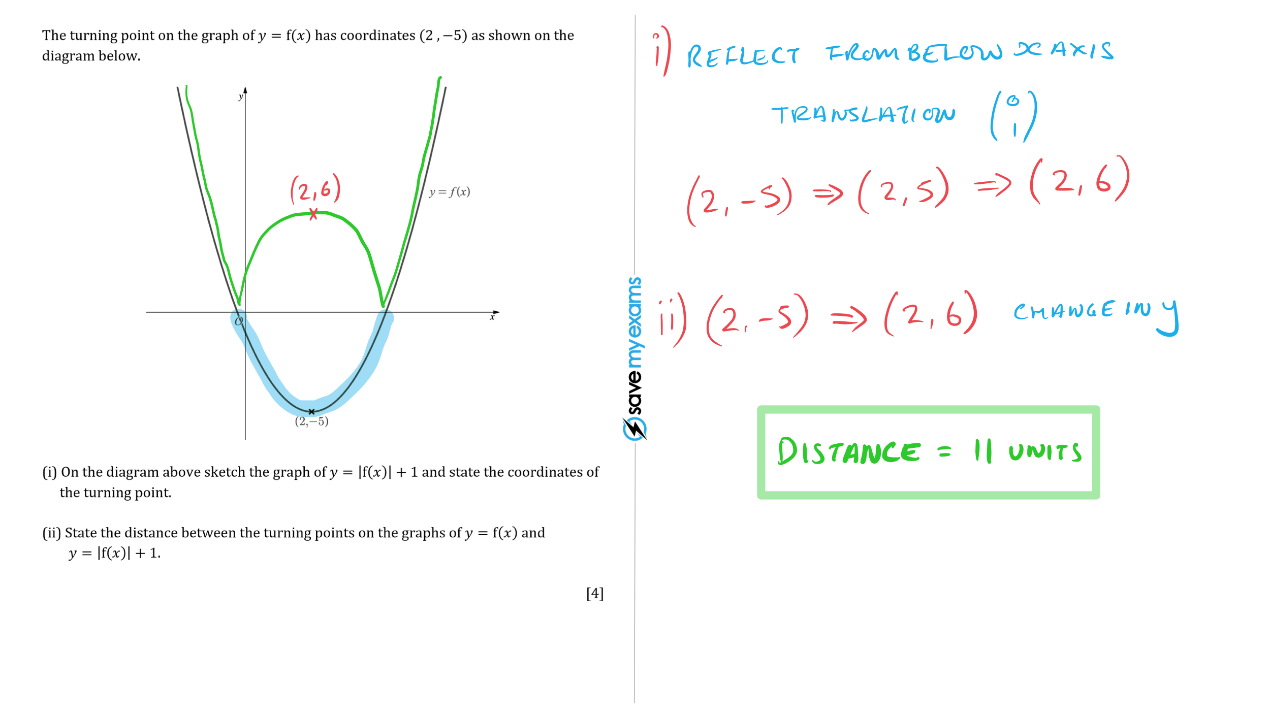 The turning point on the graph of y = f(x) has coordinates (2 , −5) as shown on the
diagram below.
y
(2,6)
y = f(x)
O
x
(2,−5)
(i) On the diagram above sketch the graph of y = |f(x)| + 1 and state the coordinates of
the turning point.
(ii) State the distance between the turning points on the graphs of y = f(x) and
y = |f(x)| + 1.
[4]
save my exams
i) REFLECT FROM BELOW x AXIS
TRANSLATION (0 1)
(2,-5) ⇒ (2,5) ⇒ (2,6)
ii) (2,-5) ⇒ (2,6) CHANGE IN y
DISTANCE = 11 UNITS